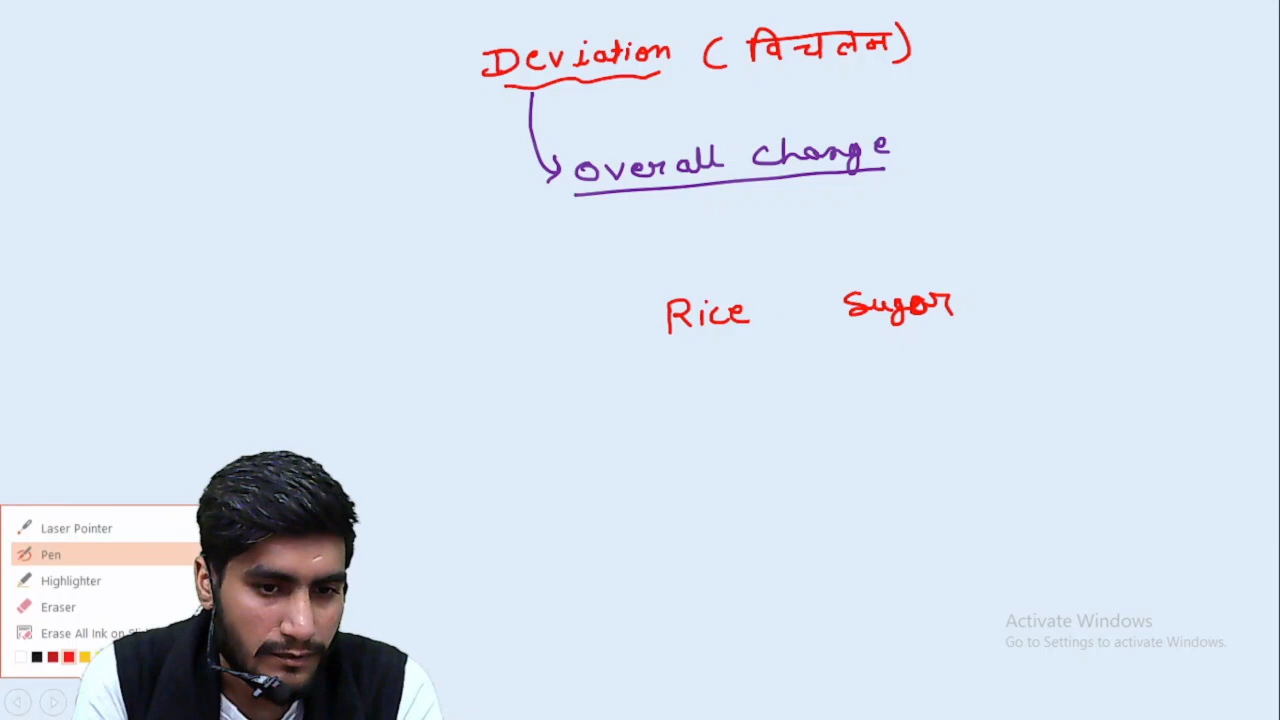 Deviation (विचलन)
overall change
Rice Sugar
Laser Pointer
Pen
Highlighter
Eraser
Erase All Ink on
Activate Windows
Go to Settings to activate Windows.